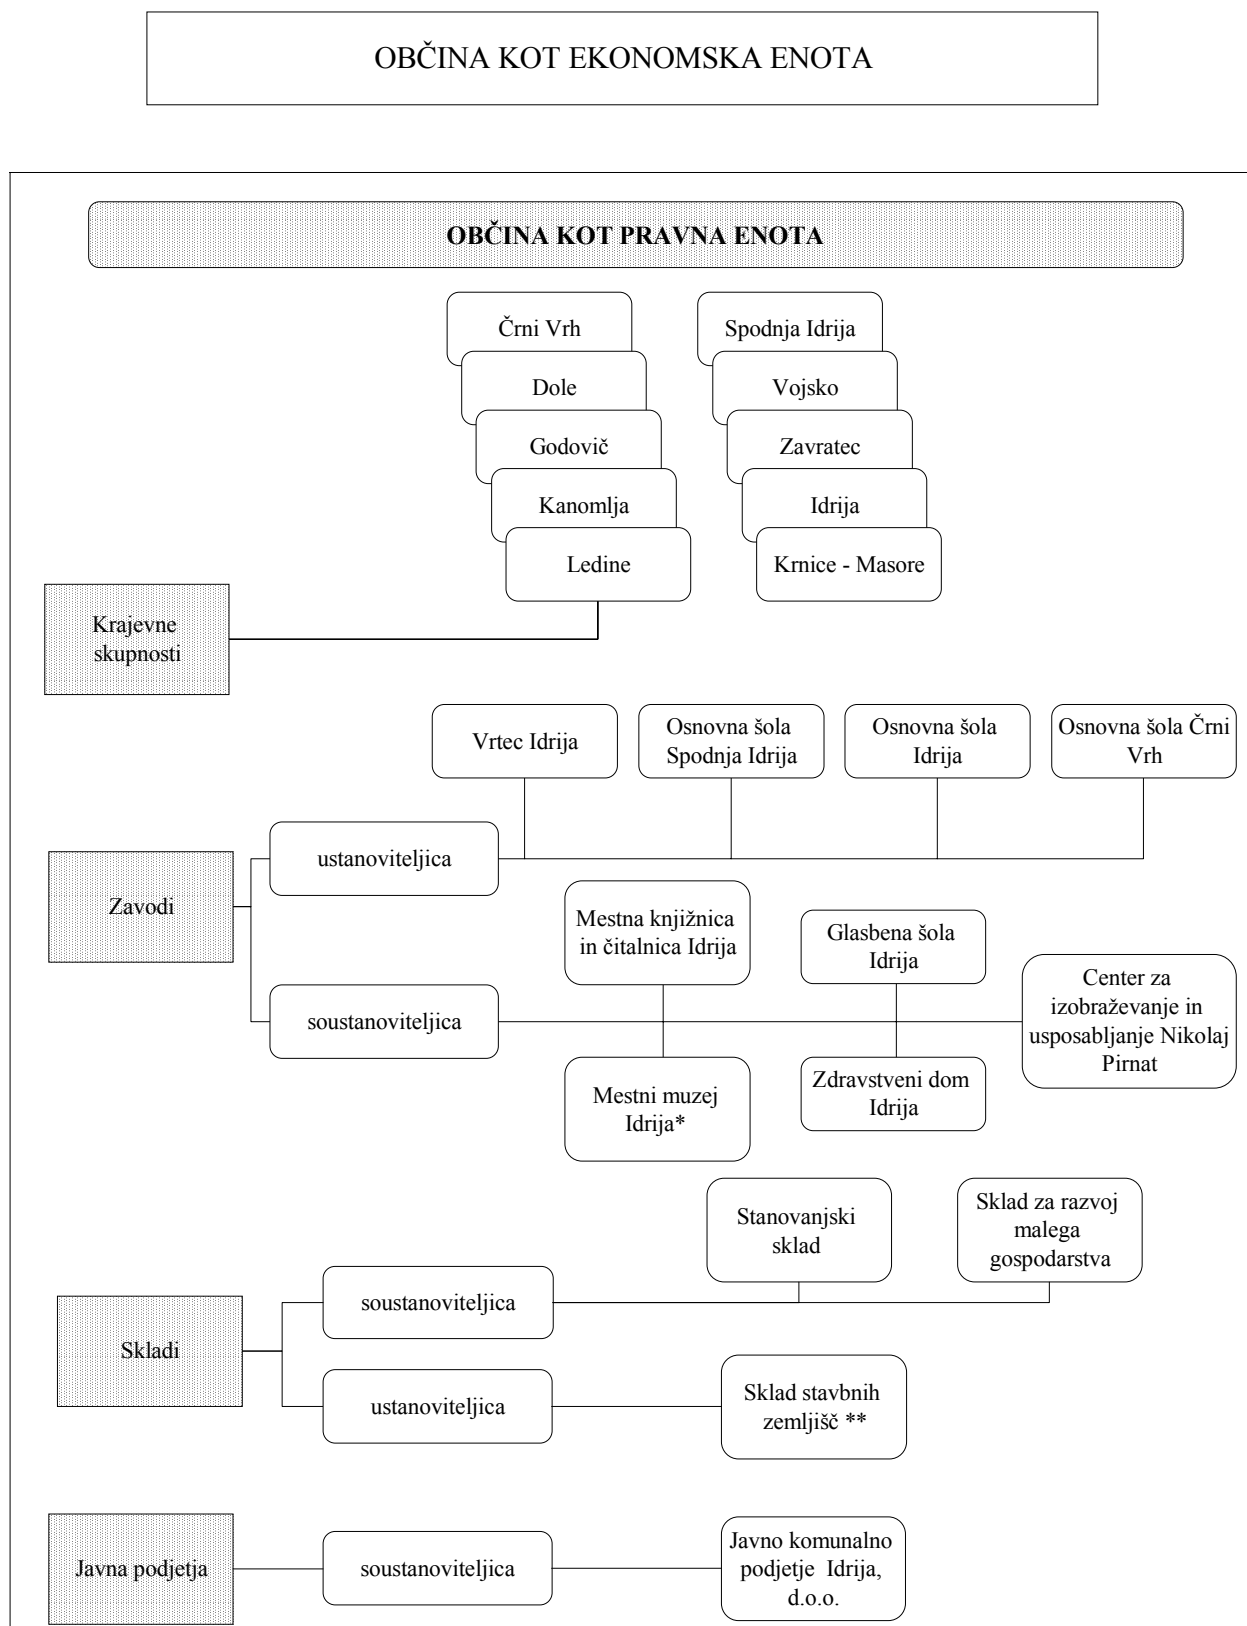 OBČINA KOT EKONOMSKA ENOTA
OBČINA KOT PRAVNA ENOTA
Črni Vrh
Dole
Godovič
Kanomlja
Ledine
Spodnja Idrija
Vojsko
Zavratec
Idrija
Krnice - Masore
Krajevne
skupnosti
Vrtec Idrija
Osnovna šola
Spodnja Idrija
Osnovna šola
Idrija
Osnovna šola Črni
Vrh
ustanoviteljica
Zavodi
Mestna knjižnica
in čitalnica Idrija
Glasbena šola
Idrija
soustanoviteljica
Center za
izobraževanje in
usposabljanje Nikolaj
Pirnat
Mestni muzej
Idrija*
Zdravstveni dom
Idrija
Stanovanjski
sklad
Sklad za razvoj
malega
gospodarstva
soustanoviteljica
Skladi
ustanoviteljica
Sklad stavbnih
zemljišč **
Javna podjetja
soustanoviteljica
Javno komunalno
podjetje  Idrija,
d.o.o.